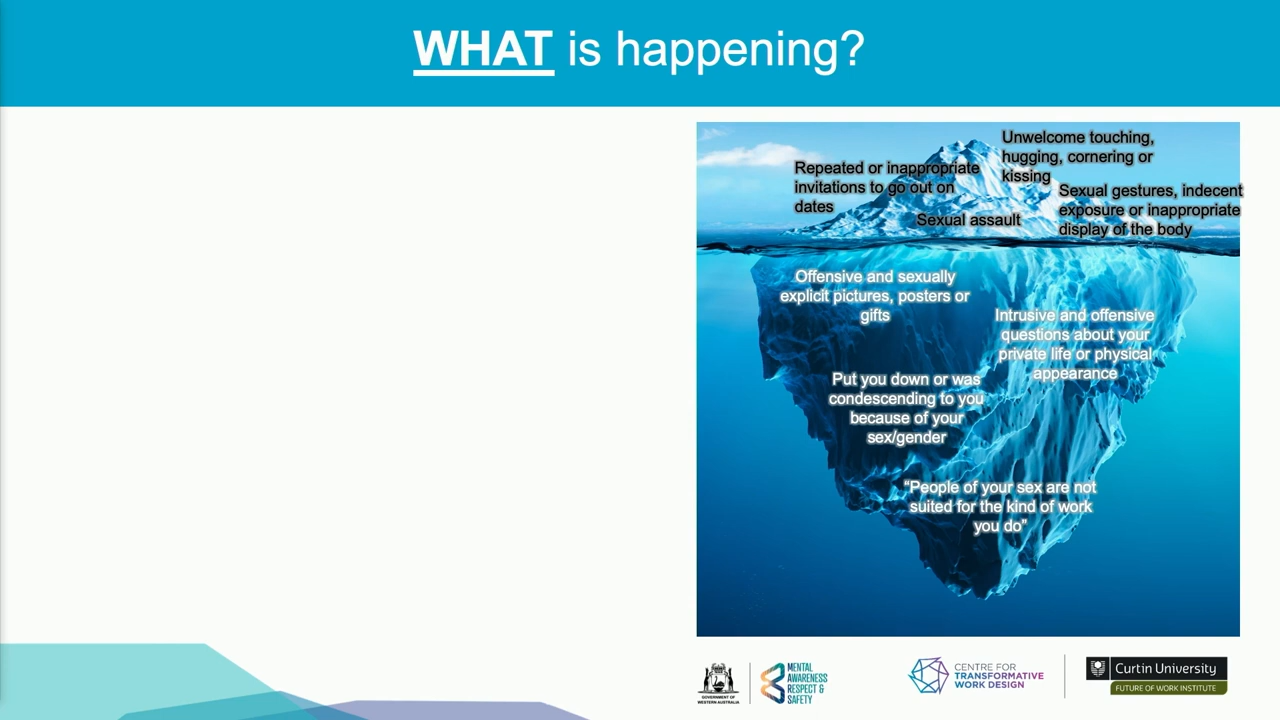 WHAT is happening?
Unwelcome touching,
hugging, cornering or
kissing
Repeated or inappropriate
invitations to go out on
dates
Sexual gestures, indecent
exposure or inappropriate
display of the body
Sexual assault
Offensive and sexually
explicit pictures, posters or
gifts
Intrusive and offensive
questions about your
private life or physical
appearance
Put you down or was
condescending to you
because of your
sex/gender
“People of your sex are not
suited for the kind of work
you do”
GOVERNMENT OF
WESTERN AUSTRALIA
MENTAL
AWARENESS
RESPECT &
SAFETY
CENTRE FOR
TRANSFORMATIVE
WORK DESIGN
Curtin University
FUTURE OF WORK INSTITUTE